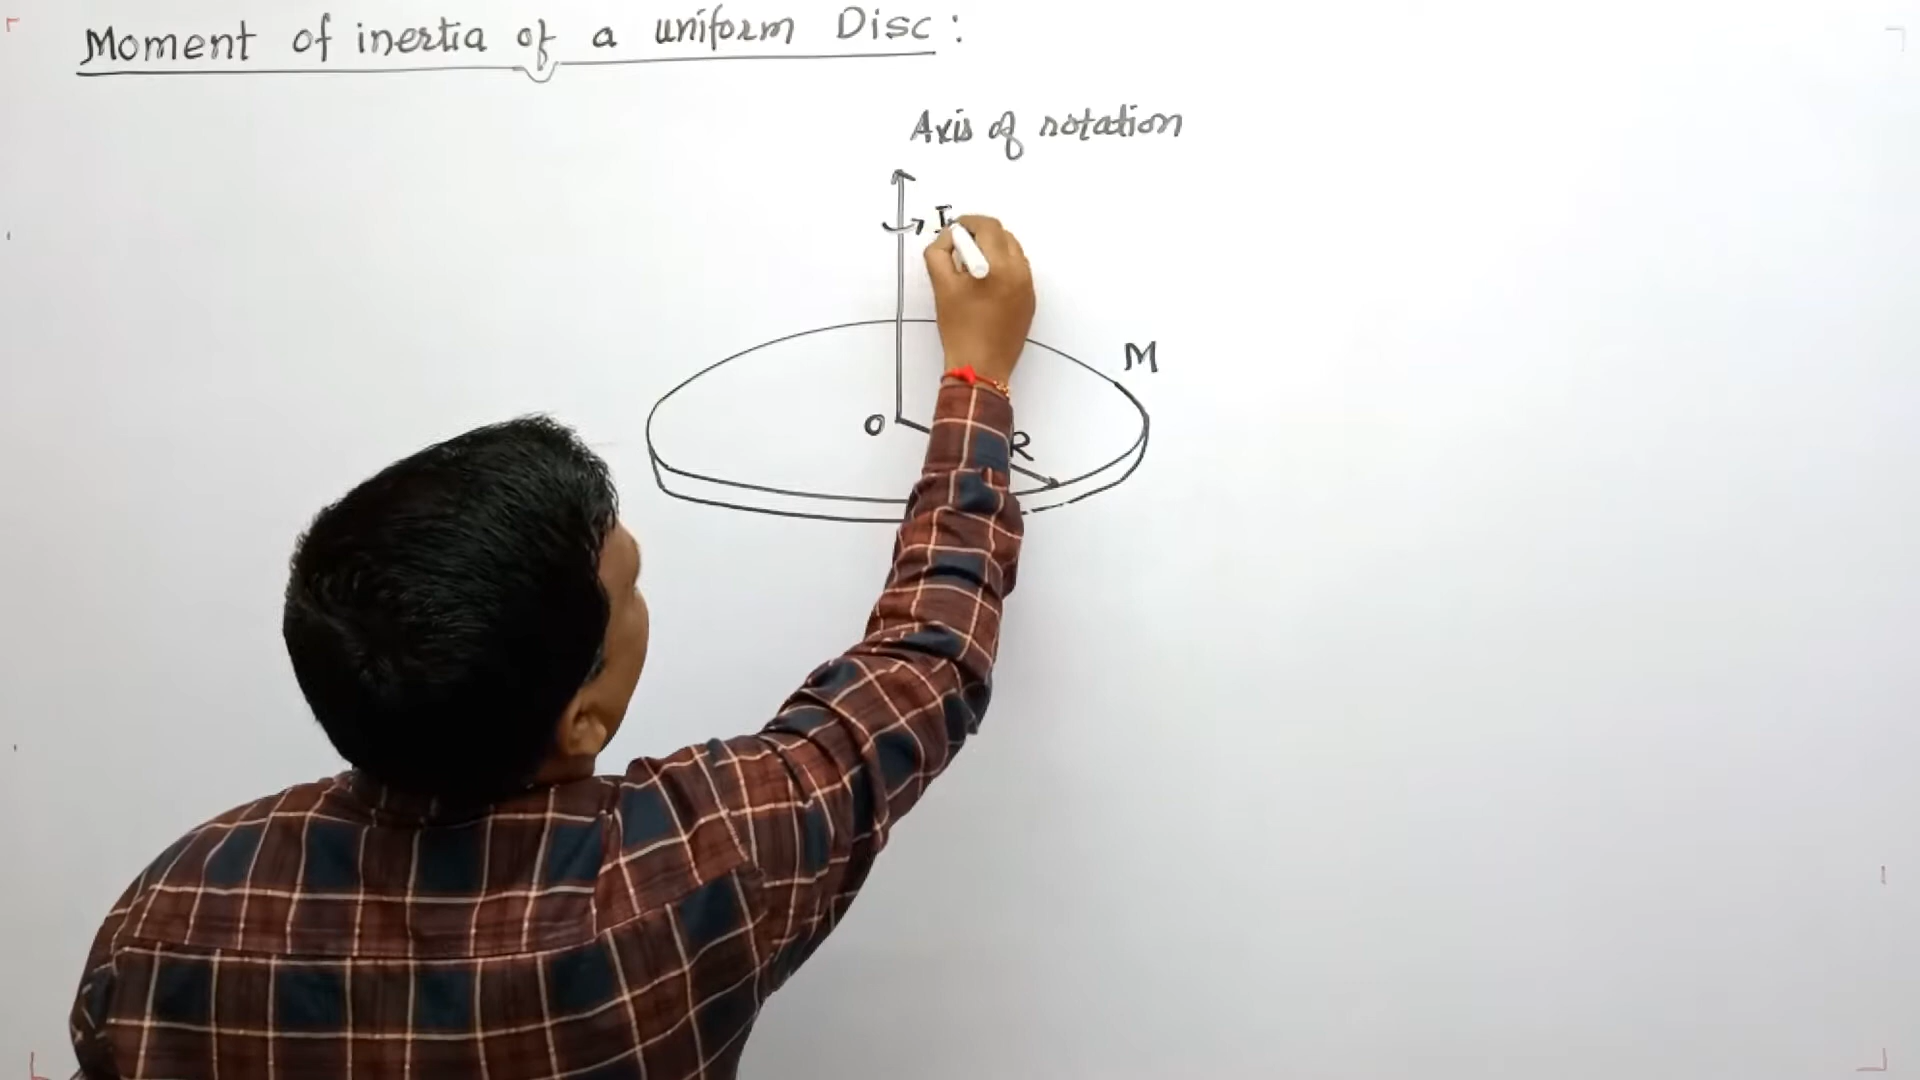 Moment of inertia of a uniform Disc :
Axis of rotation
I
M
O
R